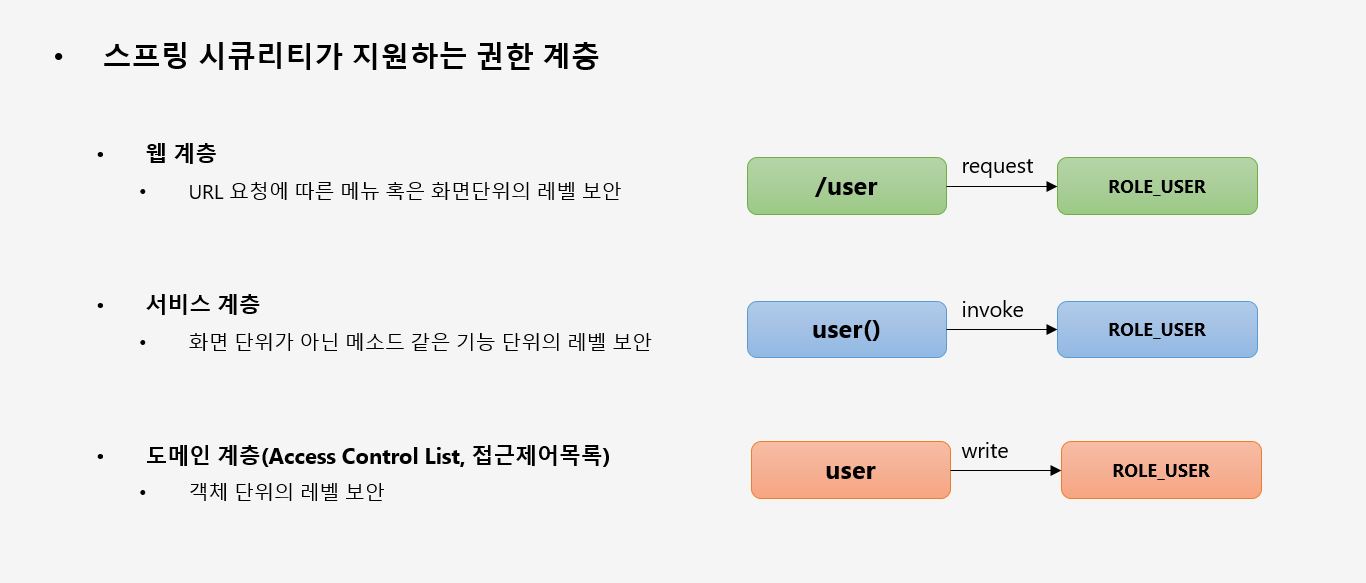 • 스프링 시큐리티가 지원하는 권한 계층
• 웹 계층
• URL 요청에 따른 메뉴 혹은 화면단위의 레벨 보안
/user
request
ROLE_USER
• 서비스 계층
• 화면 단위가 아닌 메소드 같은 기능 단위의 레벨 보안
user()
invoke
ROLE_USER
• 도메인 계층(Access Control List, 접근제어목록)
• 객체 단위의 레벨 보안
user
write
ROLE_USER